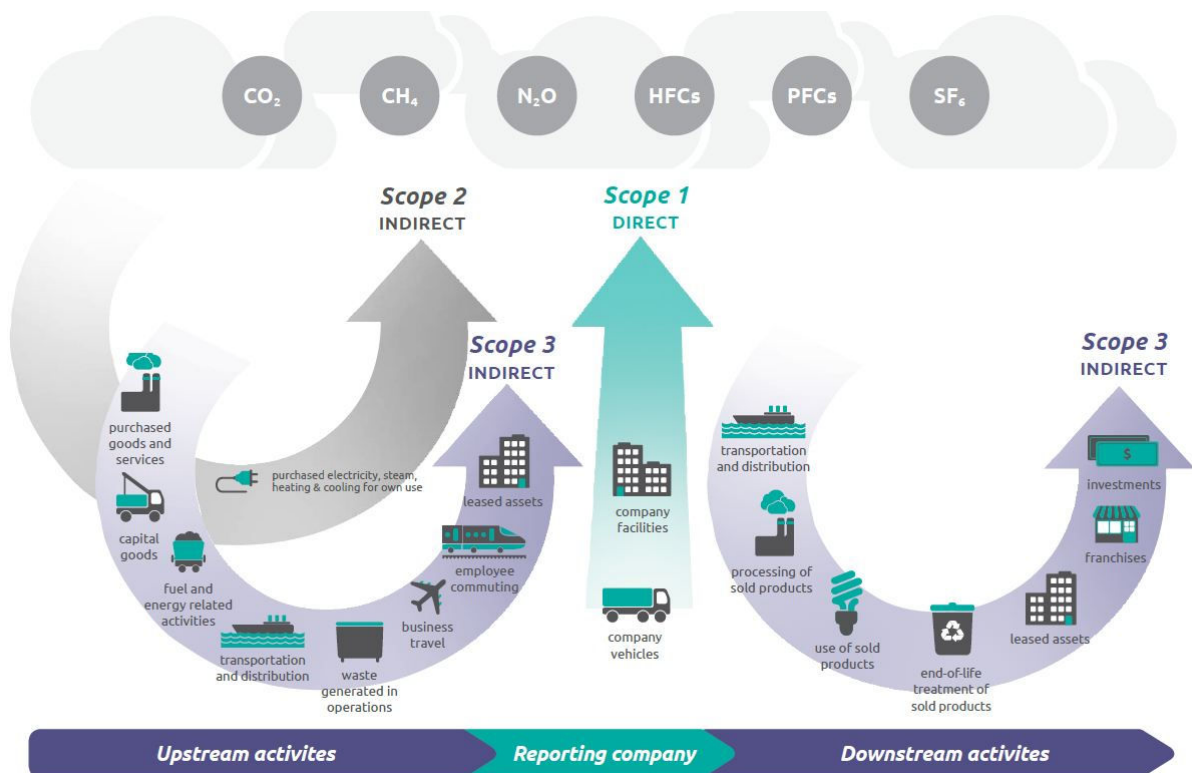 CO₂
CH₄
N₂O
HFCs
PFCs
SF₆
Scope 2
INDIRECT
Scope 1
DIRECT
Scope 3
INDIRECT
Scope 3
INDIRECT
purchased
goods and
services
capital
goods
fuel and
energy related
activities
transportation
and distribution
waste
generated in
operations
business
travel
employee
commuting
leased assets
purchased electricity, steam,
heating & cooling for own use
company
facilities
company
vehicles
transportation
and distribution
processing of
sold products
use of sold
products
end-of-life
treatment of
sold products
leased assets
franchises
investments
$
Upstream activites
Reporting company
Downstream activites